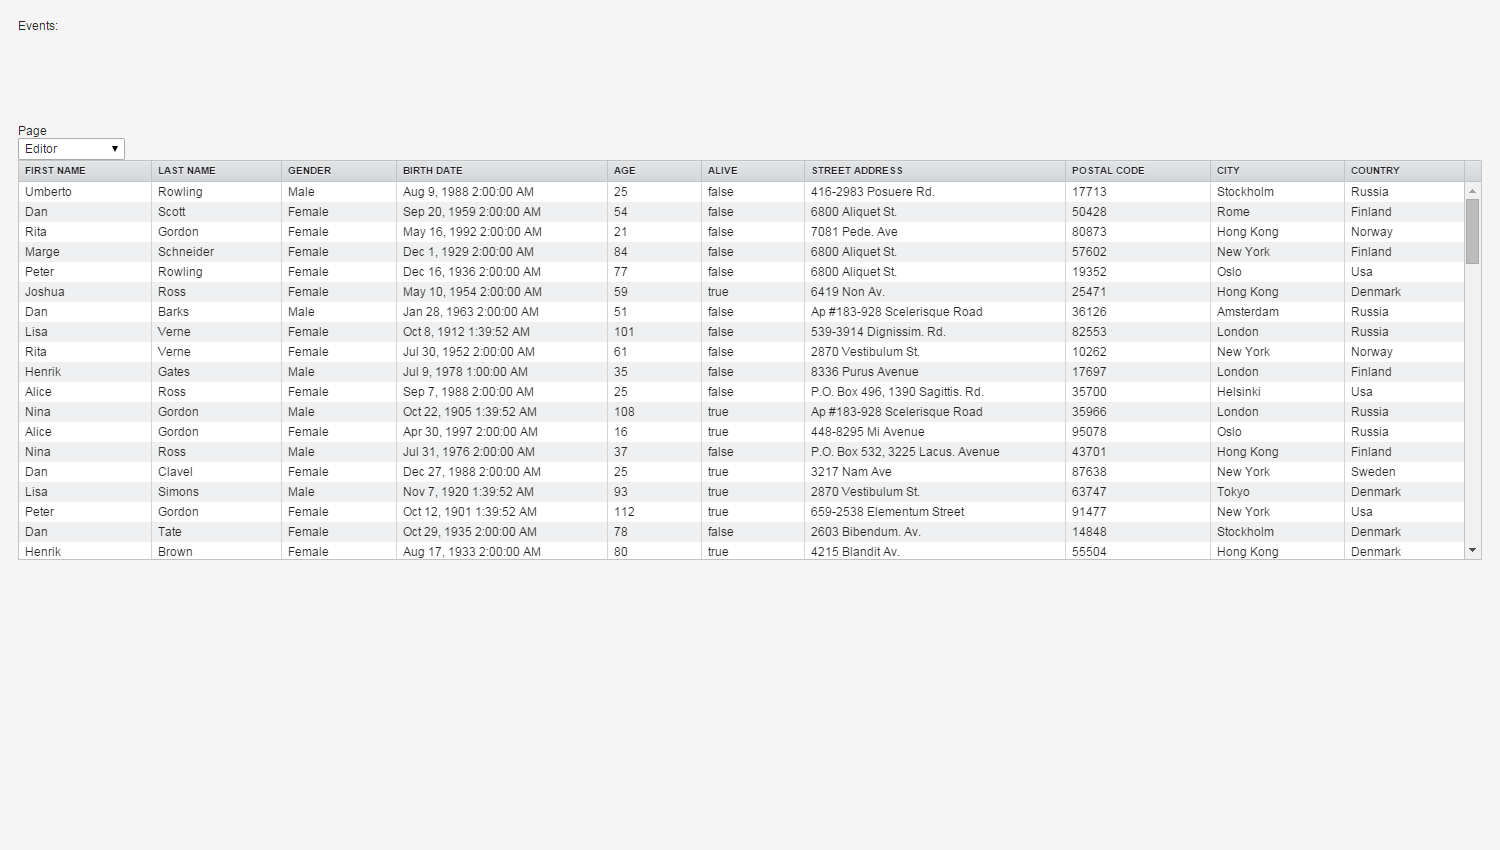 Events:
Page
Editor
FIRST NAME LAST NAME GENDER BIRTH DATE AGE ALIVE STREET ADDRESS POSTAL CODE CITY COUNTRY
Umberto Rowling Male Aug 9, 1988 2:00:00 AM 25 false 416-2983 Posuere Rd. 17713 Stockholm Russia
Dan Scott Female Sep 20, 1959 2:00:00 AM 54 false 6800 Aliquet St. 50428 Rome Finland
Rita Gordon Female May 16, 1992 2:00:00 AM 21 false 7081 Pede. Ave 80873 Hong Kong Norway
Marge Schneider Female Dec 1, 1929 2:00:00 AM 84 false 6800 Aliquet St. 57602 New York Finland
Peter Rowling Female Dec 16, 1936 2:00:00 AM 77 false 6800 Aliquet St. 19352 Oslo Usa
Joshua Ross Female May 10, 1954 2:00:00 AM 59 true 6419 Non Av. 25471 Hong Kong Denmark
Dan Barks Male Jan 28, 1963 2:00:00 AM 51 false Ap #183-928 Scelerisque Road 36126 Amsterdam Russia
Lisa Verne Female Oct 8, 1912 1:39:52 AM 101 false 539-3914 Dignissim. Rd. 82553 London Russia
Rita Verne Female Jul 30, 1952 2:00:00 AM 61 false 2870 Vestibulum St. 10262 New York Norway
Henrik Gates Male Jul 9, 1978 1:00:00 AM 35 false 8336 Purus Avenue 17697 London Finland
Alice Ross Female Sep 7, 1988 2:00:00 AM 25 false P.O. Box 496, 1390 Sagittis. Rd. 35700 Helsinki Usa
Nina Gordon Male Oct 22, 1905 1:39:52 AM 108 true Ap #183-928 Scelerisque Road 35966 London Russia
Alice Gordon Female Apr 30, 1997 2:00:00 AM 16 true 448-8295 Mi Avenue 95078 Oslo Russia
Nina Ross Male Jul 31, 1976 2:00:00 AM 37 false P.O. Box 532, 3225 Lacus. Avenue 43701 Hong Kong Finland
Dan Clavel Female Dec 27, 1988 2:00:00 AM 25 true 3217 Nam Ave 87638 New York Sweden
Lisa Simons Male Nov 7, 1920 1:39:52 AM 93 true 2870 Vestibulum St. 63747 Tokyo Denmark
Peter Gordon Female Oct 12, 1901 1:39:52 AM 112 true 659-2538 Elementum Street 91477 New York Usa
Dan Tate Female Oct 29, 1935 2:00:00 AM 78 false 2603 Bibendum. Av. 14848 Stockholm Denmark
Henrik Brown Female Aug 17, 1933 2:00:00 AM 80 true 4215 Blandit Av. 55504 Hong Kong Denmark